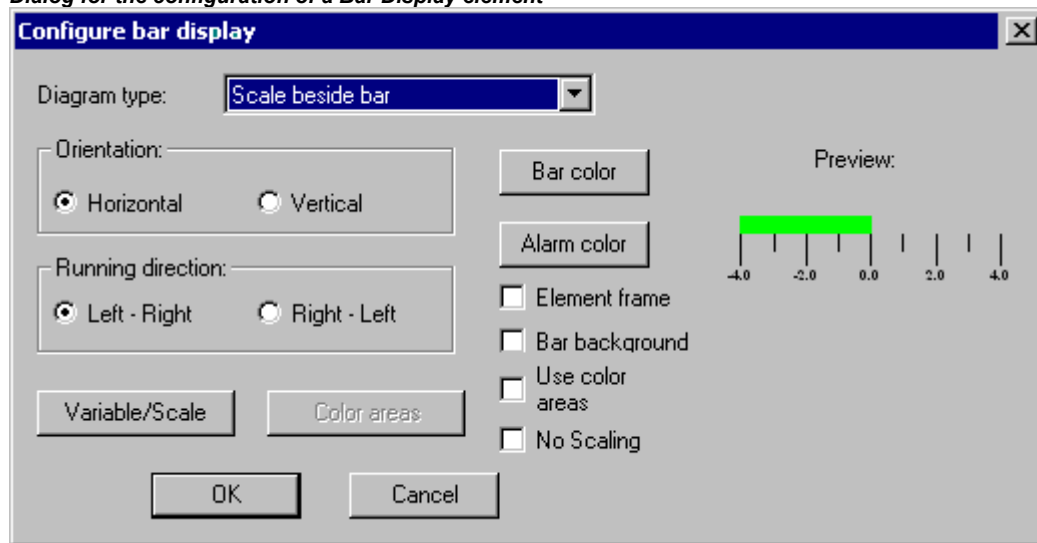 Dialog for the configuration of a Bar Display element
Configure bar display
Diagram type:
Scale beside bar
Orientation:
Horizontal
Vertical
Running direction:
Left - Right
Right - Left
Variable/Scale
Color areas
Bar color
Alarm color
Element frame
Bar background
Use color
areas
No Scaling
Preview:
-4.0 -2.0 0.0 2.0 4.0
OK
Cancel